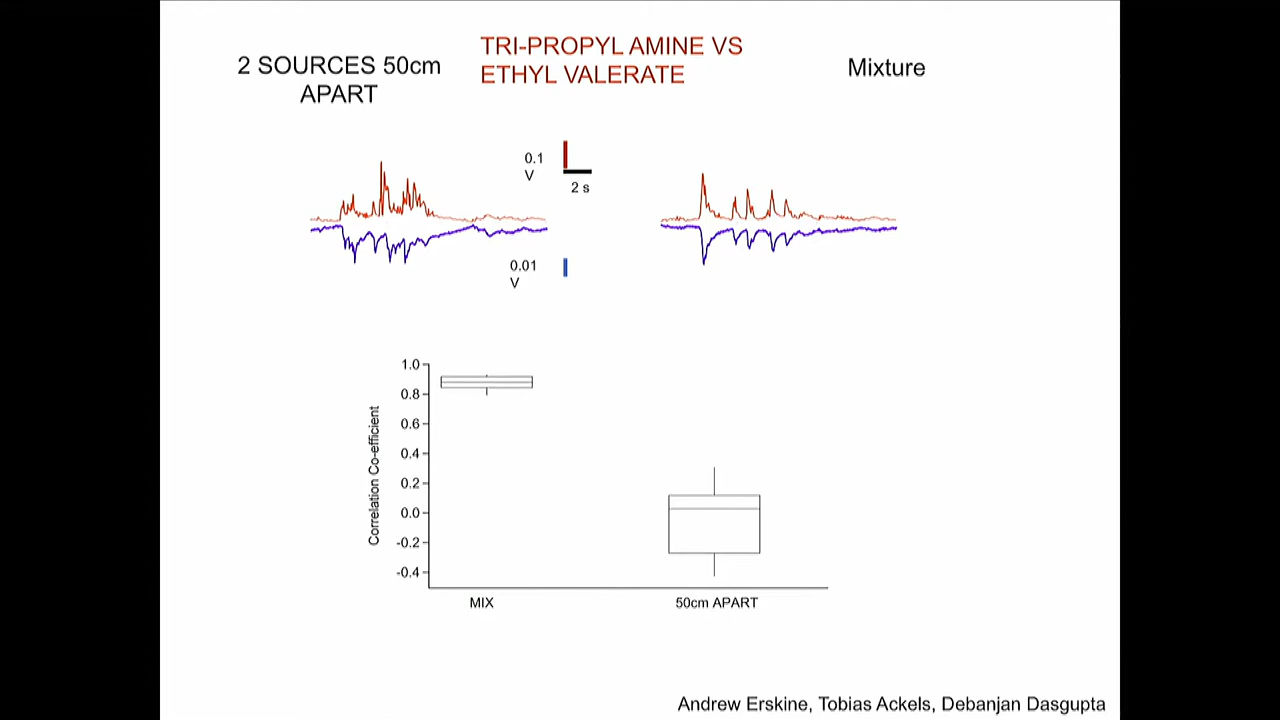 2 SOURCES 50cm
APART
TRI-PROPYL AMINE VS
ETHYL VALERATE
Mixture
0.1
V
2 s
0.01
V
1.0
0.8
0.6
0.4
0.2
0.0
-0.2
-0.4
Correlation Co-efficient
MIX
50cm APART
Andrew Erskine, Tobias Ackels, Debanjan Dasgupta